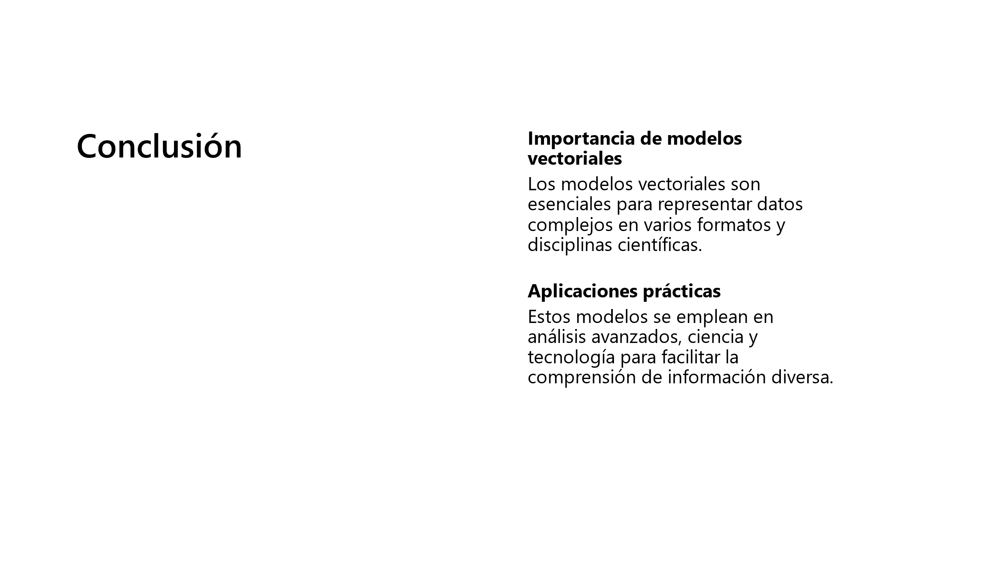 Conclusión
Importancia de modelos
vectoriales
Los modelos vectoriales son
esenciales para representar datos
complejos en varios formatos y
disciplinas científicas.
Aplicaciones prácticas
Estos modelos se emplean en
análisis avanzados, ciencia y
tecnología para facilitar la
comprensión de información diversa.